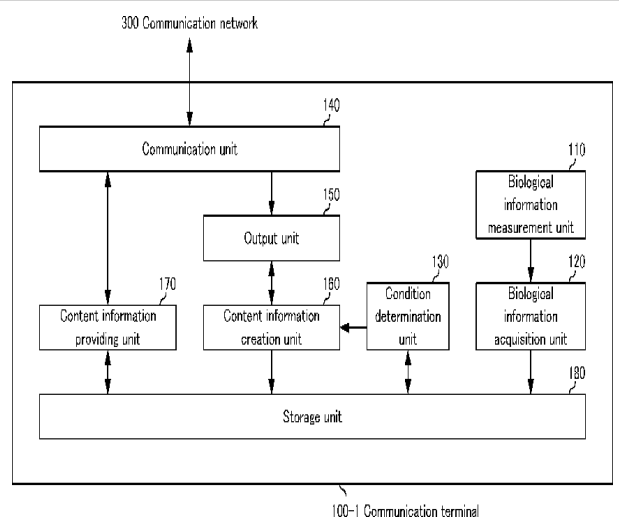 300 Communication network
140
Communication unit
110
Biological
information
measurement unit
150
Output unit
120
Biological
information
acquisition unit
130
Condition
determination
unit
160
Content information
creation unit
170
Content information
providing unit
180
Storage unit
100-1 Communication terminal